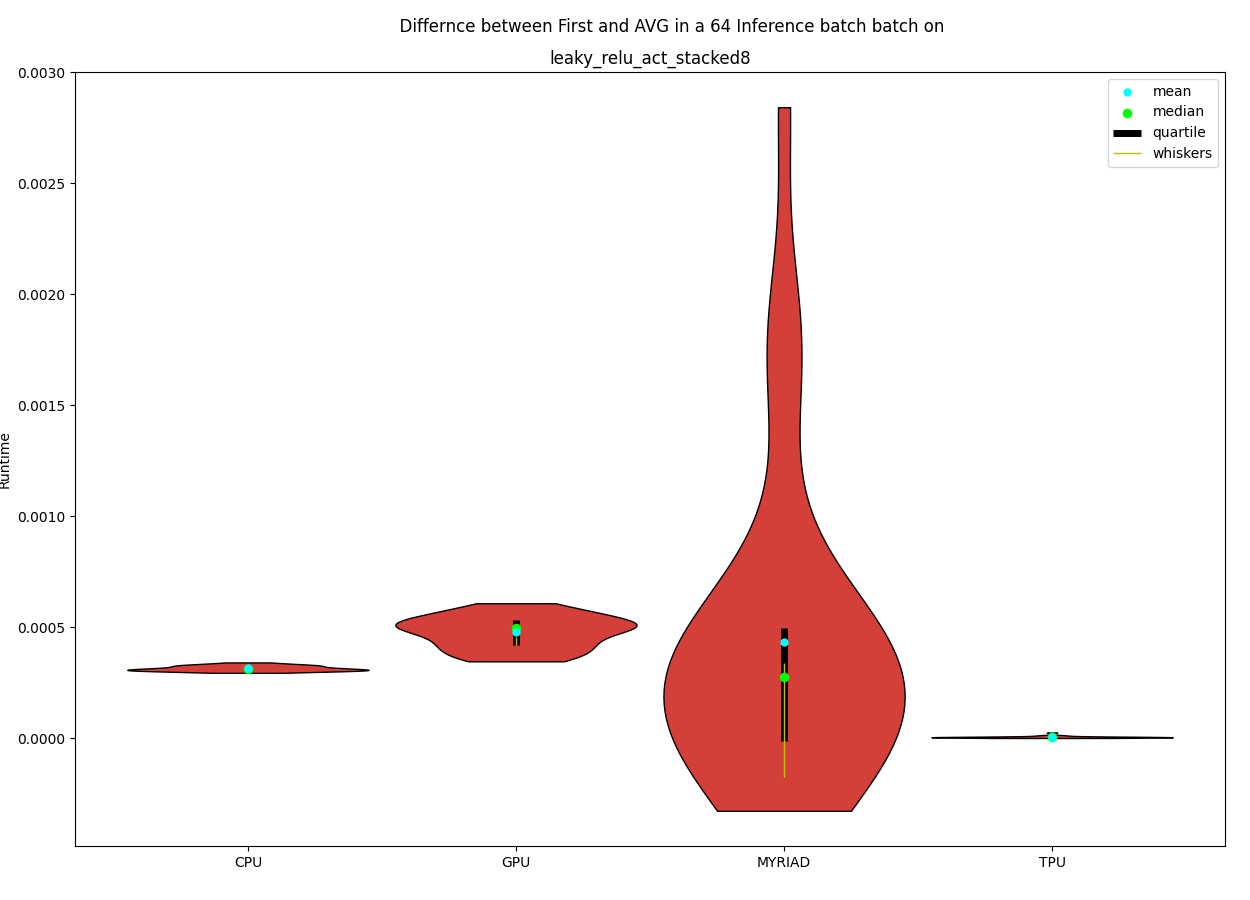 Differnce between First and AVG in a 64 Inference batch batch on
leaky_relu_act_stacked8
0.0030
0.0025
0.0020
0.0015
0.0010
0.0005
0.0000
Runtime
mean
median
quartile
whiskers
CPU
GPU
MYRIAD
TPU